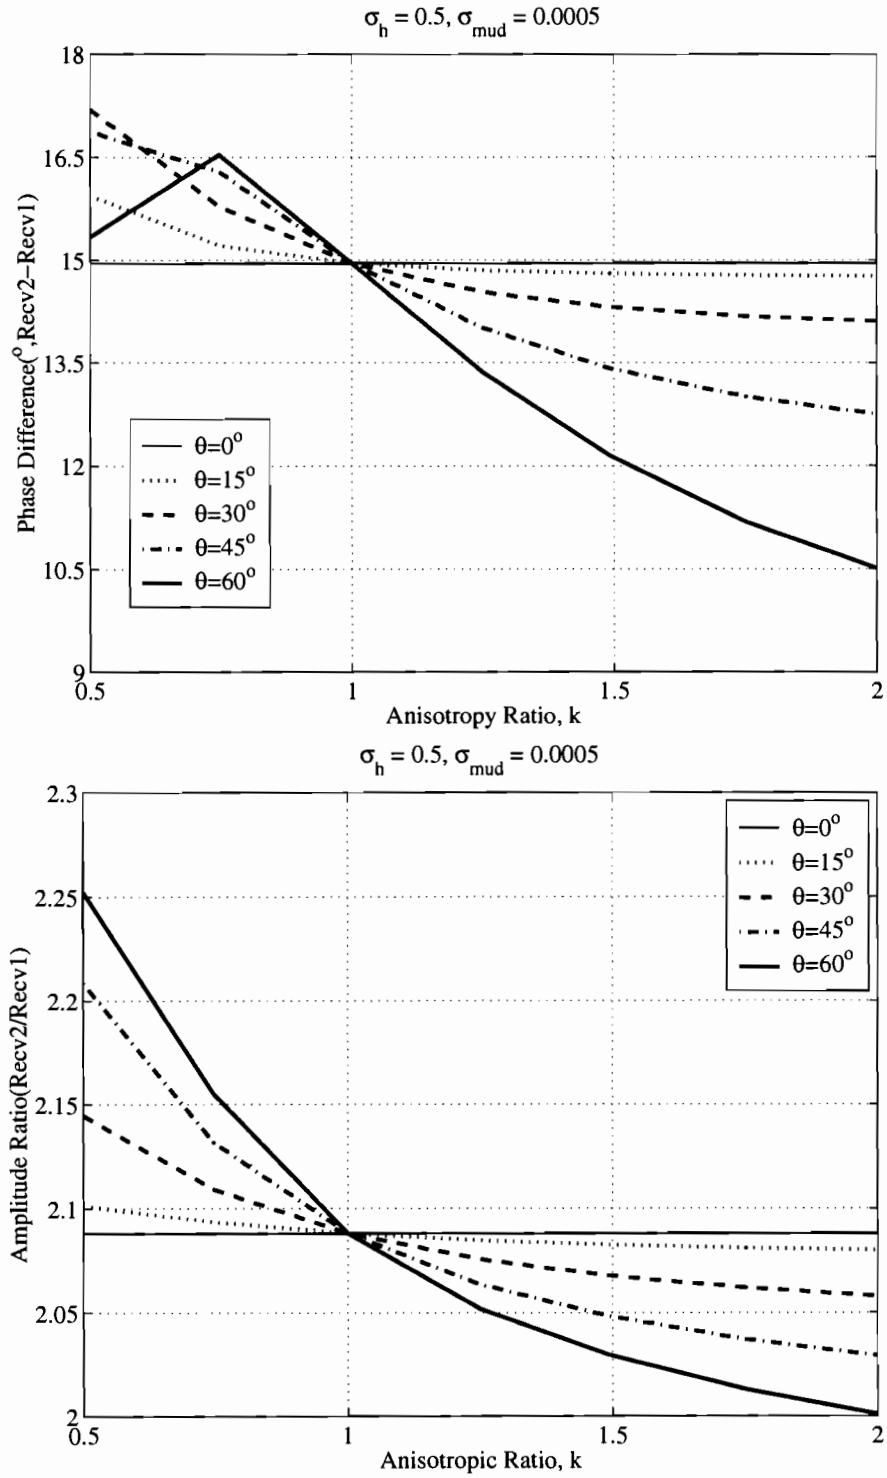 σh = 0.5, σmud = 0.0005
18
16.5
15
13.5
12
10.5
9
Phase Difference(°,Recv2−Recv1)
θ=0°
θ=15°
θ=30°
θ=45°
θ=60°
0.5 1 1.5 2
Anisotropy Ratio, k
σh = 0.5, σmud = 0.0005
2.3
2.25
2.2
2.15
2.1
2.05
2
Amplitude Ratio(Recv2/Recv1)
θ=0°
θ=15°
θ=30°
θ=45°
θ=60°
0.5 1 1.5 2
Anisotropic Ratio, k